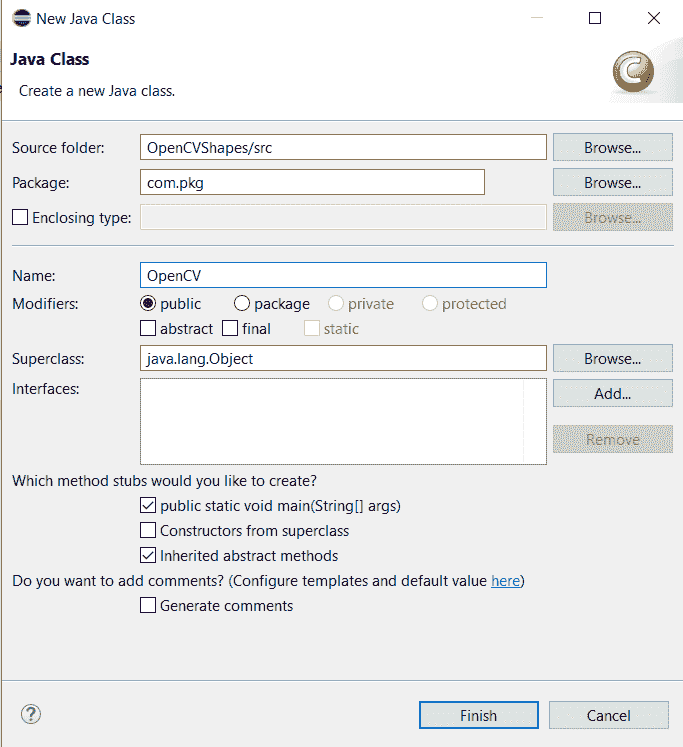 New Java Class
Java Class
Create a new Java class.
C
Source folder: OpenCVShapes/src Browse...
Package: com.pkg Browse...
Enclosing type: Browse...
Name: OpenCV
Modifiers: public package private protected
abstract final static
Superclass: java.lang.Object Browse...
Interfaces: Add...
Remove
Which method stubs would you like to create?
public static void main(String[] args)
Constructors from superclass
Inherited abstract methods
Do you want to add comments? (Configure templates and default value here)
Generate comments
? Finish Cancel